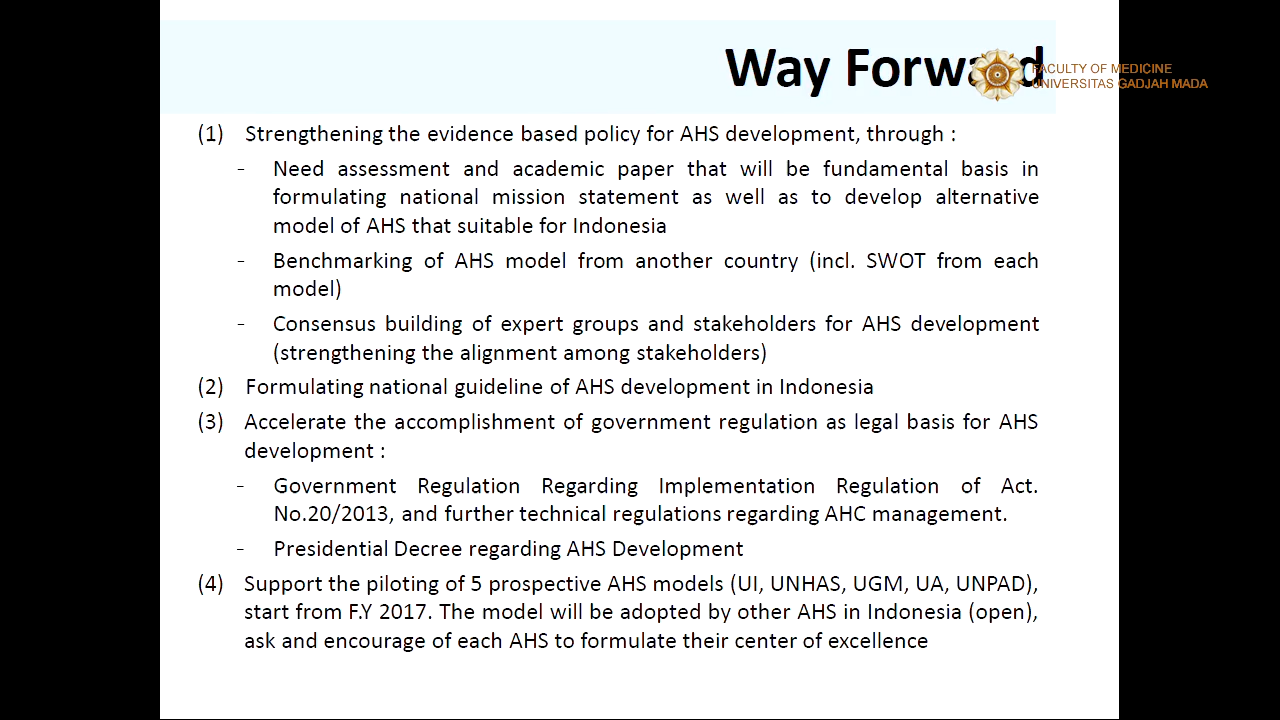 Way Forward
FACULTY OF MEDICINE
UNIVERSITAS GADJAH MADA
(1) Strengthening the evidence based policy for AHS development, through :
- Need assessment and academic paper that will be fundamental basis in
formulating national mission statement as well as to develop alternative
model of AHS that suitable for Indonesia
- Benchmarking of AHS model from another country (incl. SWOT from each
model)
- Consensus building of expert groups and stakeholders for AHS development
(strengthening the alignment among stakeholders)
(2) Formulating national guideline of AHS development in Indonesia
(3) Accelerate the accomplishment of government regulation as legal basis for AHS
development :
- Government Regulation Regarding Implementation Regulation of Act.
No.20/2013, and further technical regulations regarding AHC management.
- Presidential Decree regarding AHS Development
(4) Support the piloting of 5 prospective AHS models (UI, UNHAS, UGM, UA, UNPAD),
start from F.Y 2017. The model will be adopted by other AHS in Indonesia (open),
ask and encourage of each AHS to formulate their center of excellence